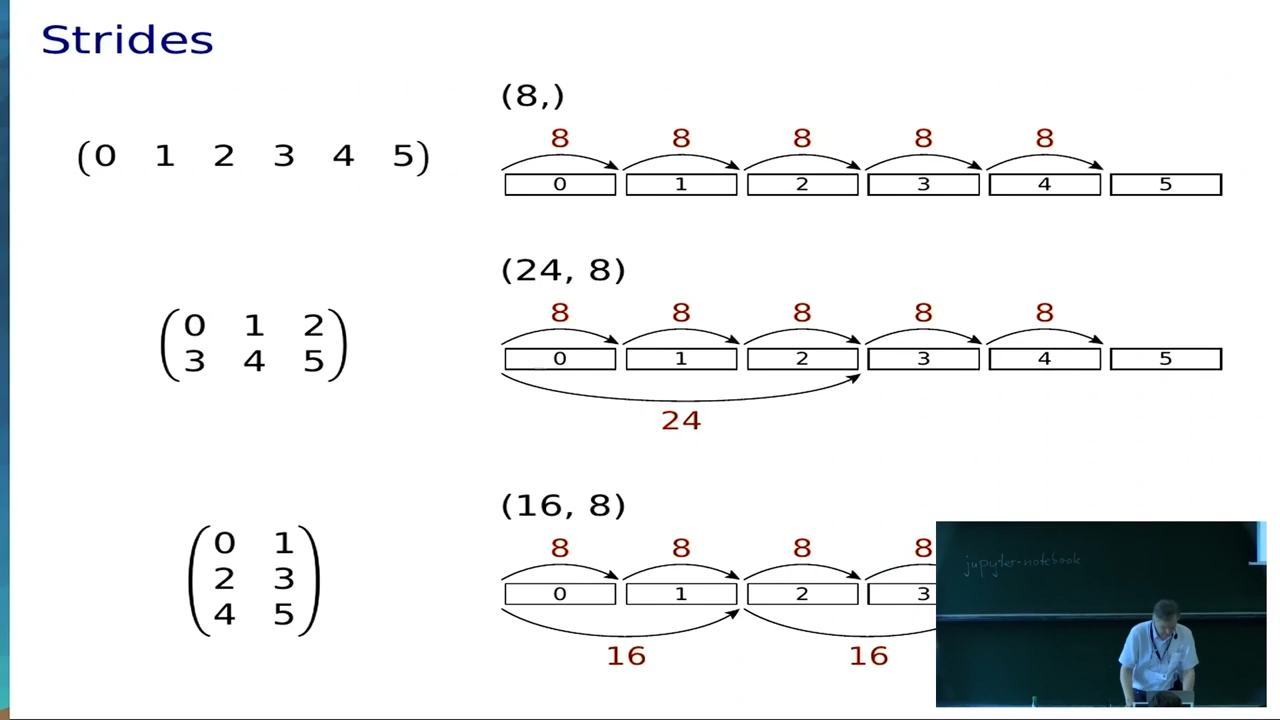 Strides
(8,)
8 8 8 8 8
(0 1 2 3 4 5)
0 1 2 3 4 5
(24, 8)
8 8 8 8 8
0 1 2
3 4 5
0 1 2 3 4 5
24
(16, 8)
8 8 8 8
0 1
2 3
4 5
0 1 2 3
16 16
jupyter-notebook